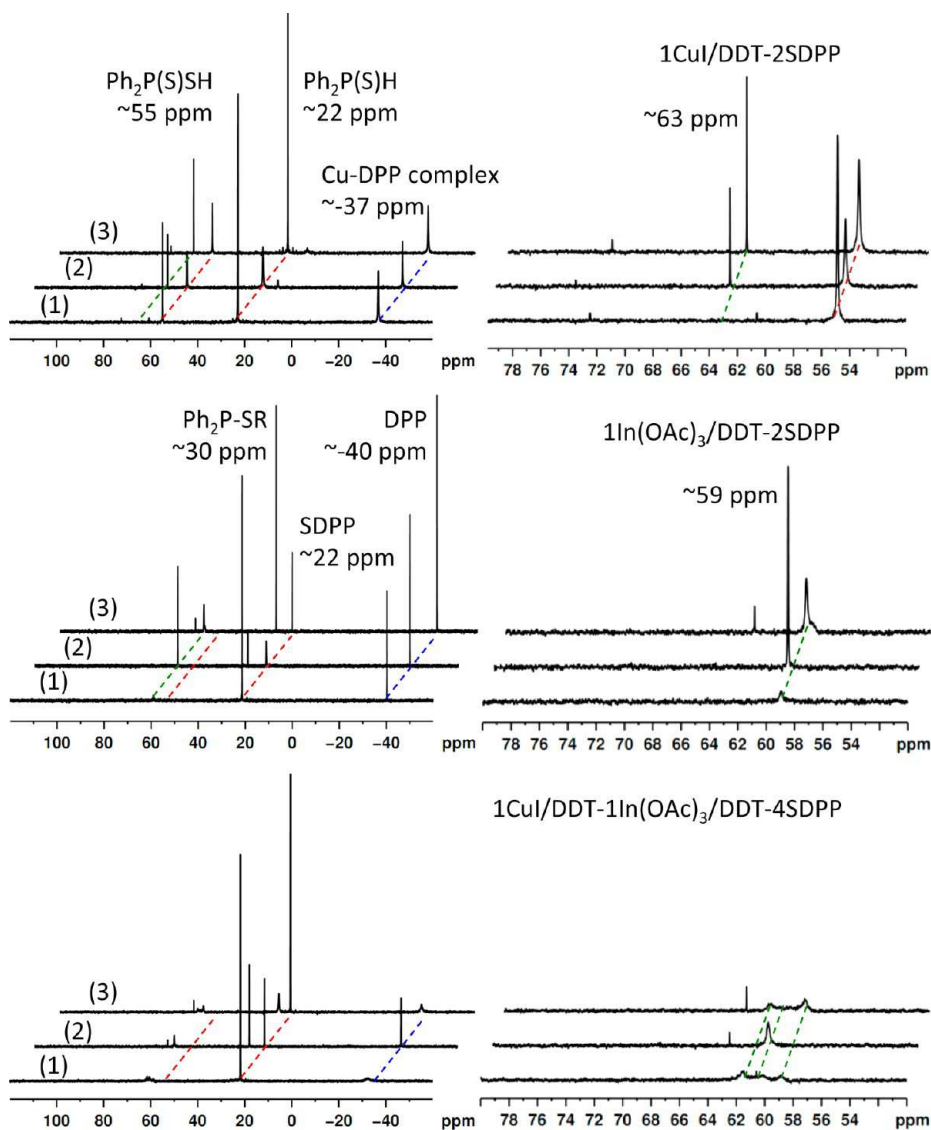 1CuI/DDT-2SDPP
Ph₂P(S)SH
~55 ppm
Ph₂P(S)H
~22 ppm
~63 ppm
Cu-DPP complex
~-37 ppm
(3)
(2)
(1)
100 80 60 40 20 0 −20 −40 ppm
78 76 74 72 70 68 66 64 62 60 58 56 54 ppm
1In(OAc)₃/DDT-2SDPP
Ph₂P-SR
~30 ppm
DPP
~-40 ppm
SDPP
~22 ppm
~59 ppm
(3)
(2)
(1)
100 80 60 40 20 0 −20 −40 ppm
78 76 74 72 70 68 66 64 62 60 58 56 54 ppm
1CuI/DDT-1In(OAc)₃/DDT-4SDPP
(3)
(2)
(1)
100 80 60 40 20 0 −20 −40 ppm
78 76 74 72 70 68 66 64 62 60 58 56 54 ppm